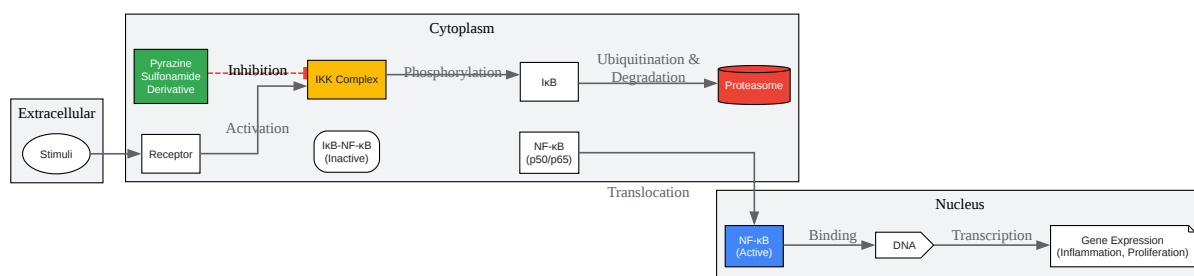 Cytoplasm
Pyrazine
Sulfonamide
Derivative
Inhibition
IKK Complex
Phosphorylation
IκB
Ubiquitination &
Degradation
Proteasome
Extracellular
Stimuli
Receptor
Activation
IκB-NF-κB
(Inactive)
NF-κB
(p50/p65)
Translocation
Nucleus
NF-κB
(Active)
Binding
DNA
Transcription
Gene Expression
(Inflammation, Proliferation)